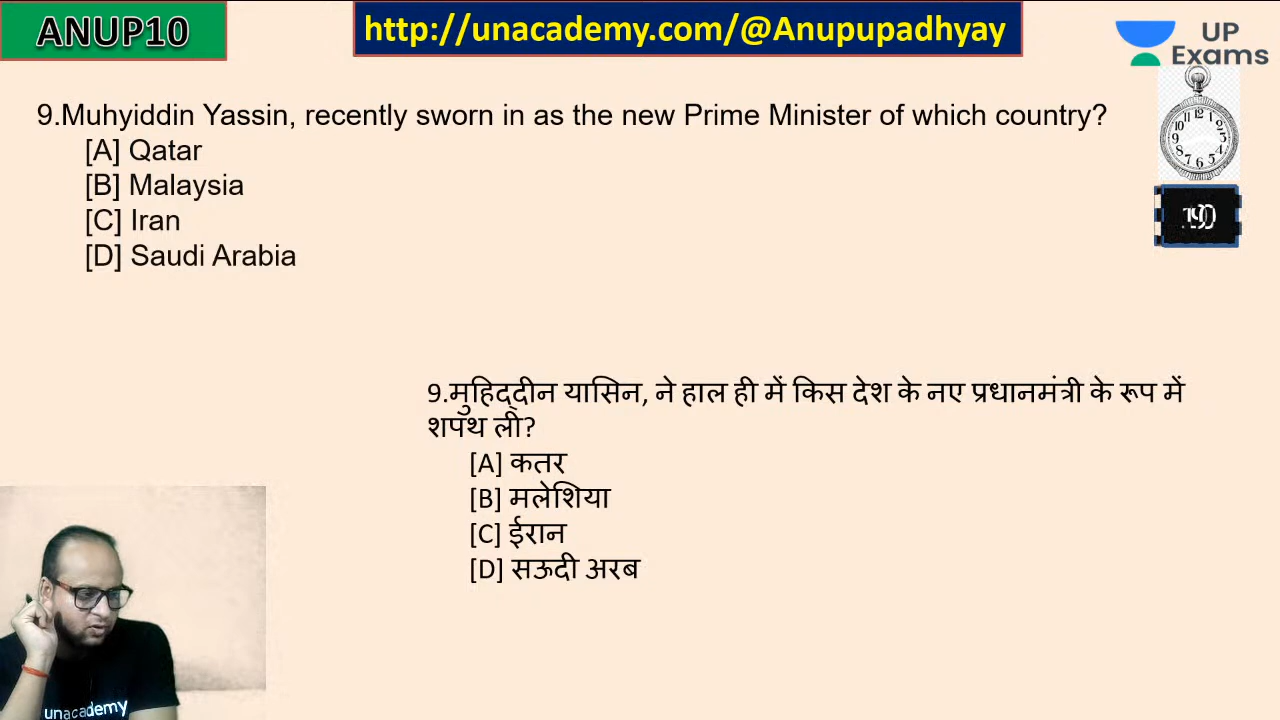 ANUP10
http://unacademy.com/@Anupupadhyay
UP
Exams
9.Muhyiddin Yassin, recently sworn in as the new Prime Minister of which country?
[A] Qatar
[B] Malaysia
[C] Iran
[D] Saudi Arabia
9.मुहिद्दीन यासिन, ने हाल ही में किस देश के नए प्रधानमंत्री के रूप में
शपथ ली?
[A] कतर
[B] मलेशिया
[C] ईरान
[D] सऊदी अरब
unacademy